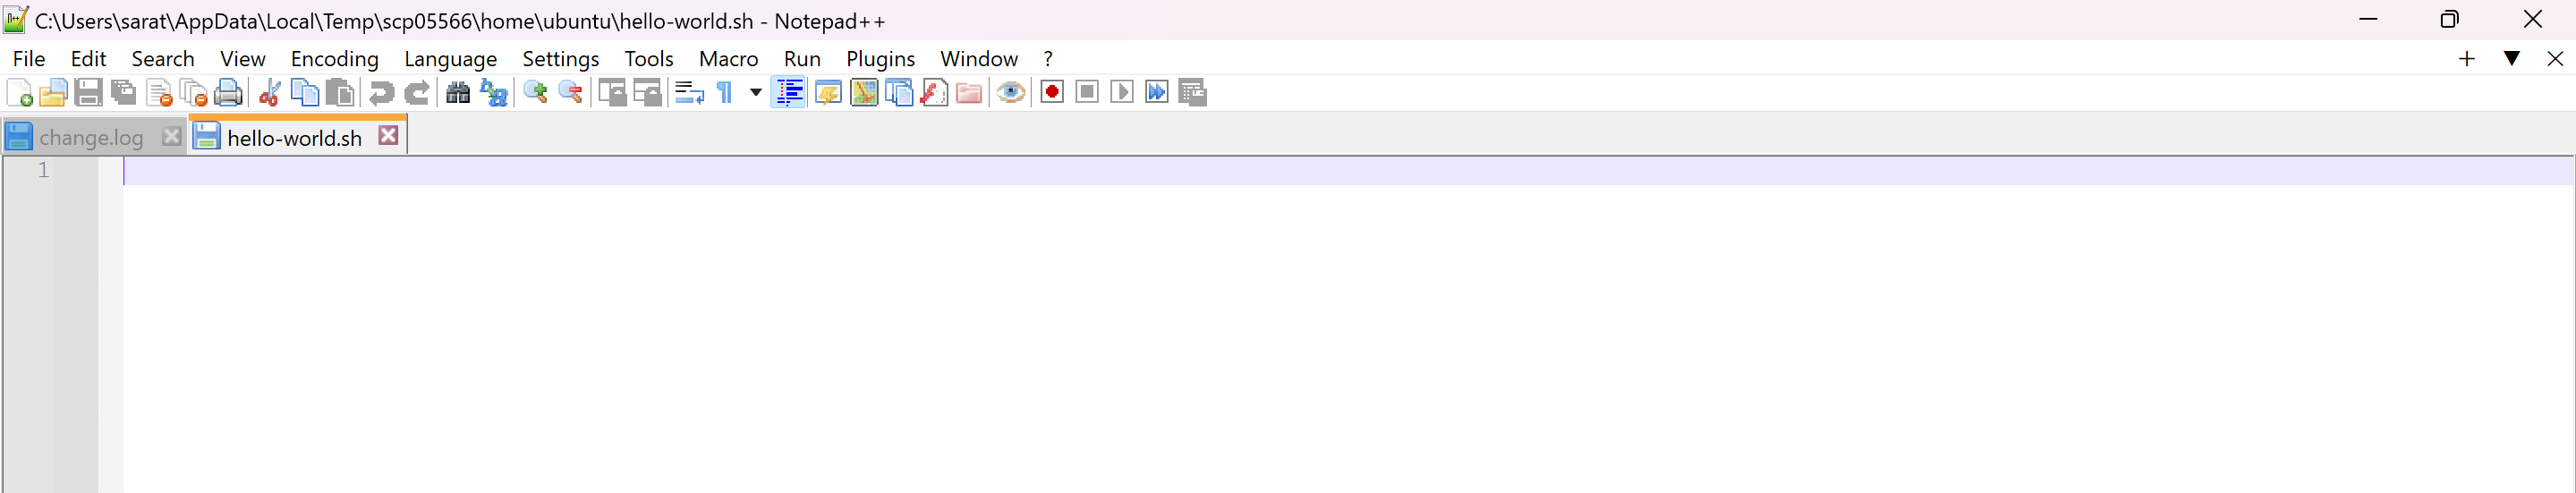 C:\Users\sarat\AppData\Local\Temp\scp05566\home\ubuntu\hello-world.sh - Notepad++
File Edit Search View Encoding Language Settings Tools Macro Run Plugins Window ?
change.log hello-world.sh
1